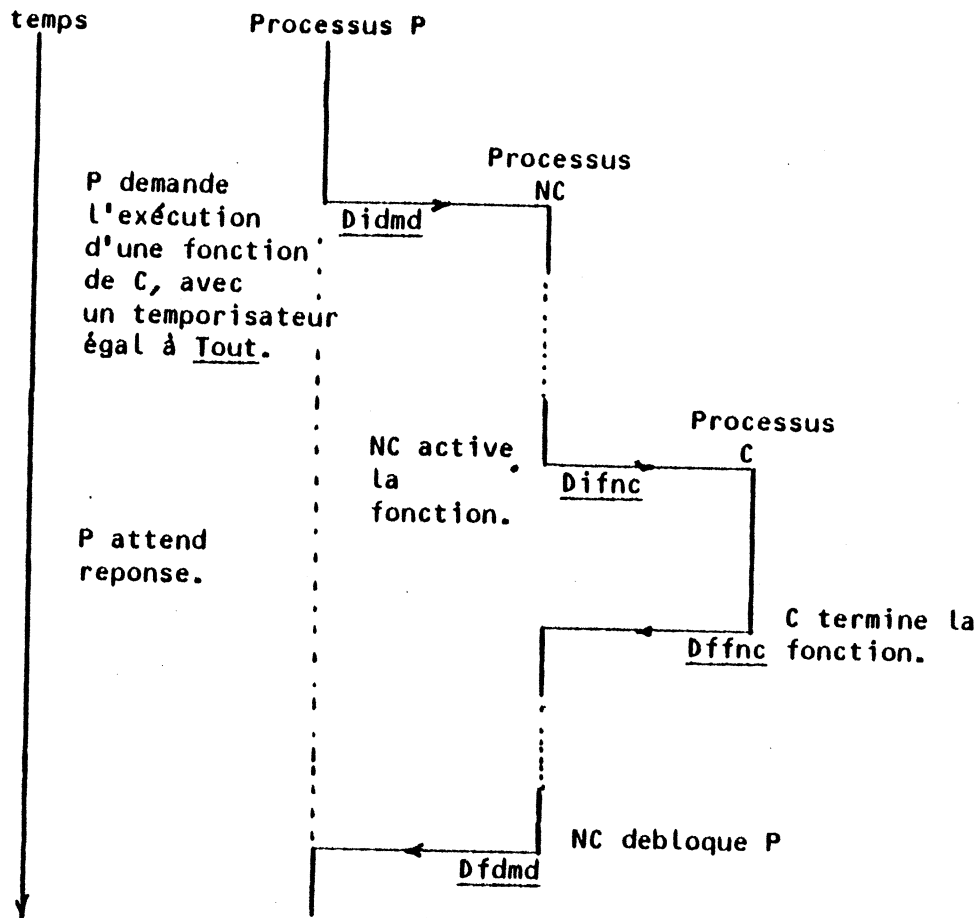 temps
Processus P
Processus
NC
P demande
l'exécution
d'une fonction
de C, avec
un temporisateur
égal à Tout.
Didmd
Processus
C
NC active
la
fonction.
Difnc
P attend
reponse.
C termine la
fonction.
Dffnc
NC debloque P
Dfdmd